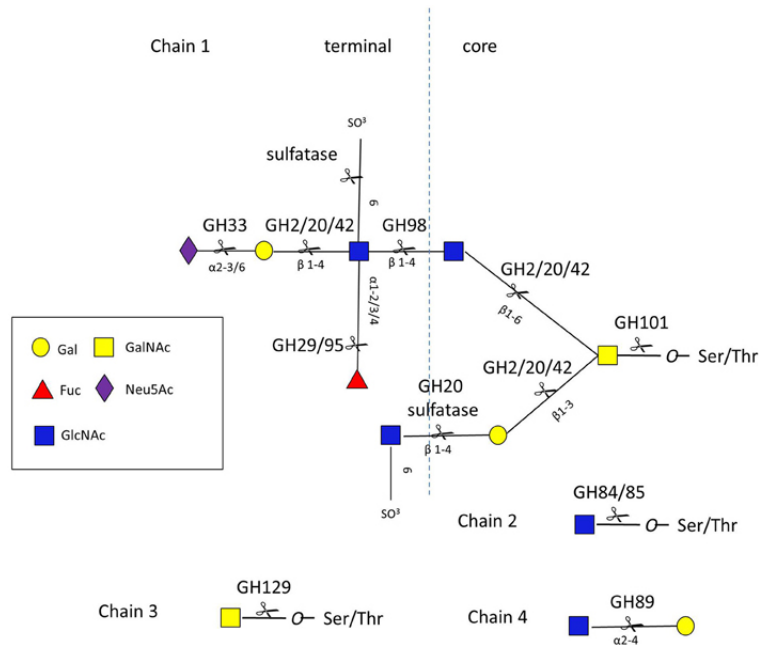 Chain 1 terminal core
SO³
sulfatase
6
GH33 GH2/20/42 GH98
α2-3/6 β 1-4 β 1-4
α1-2/3/4
GH2/20/42
β1-6
GH101
O Ser/Thr
GH29/95
GH2/20/42
β1-3
GH20
sulfatase
β 1-4
6
SO³
Gal GalNAc
Fuc Neu5Ac
GlcNAc
Chain 2
GH84/85
O Ser/Thr
Chain 3
GH129
O Ser/Thr
Chain 4
GH89
α2-4